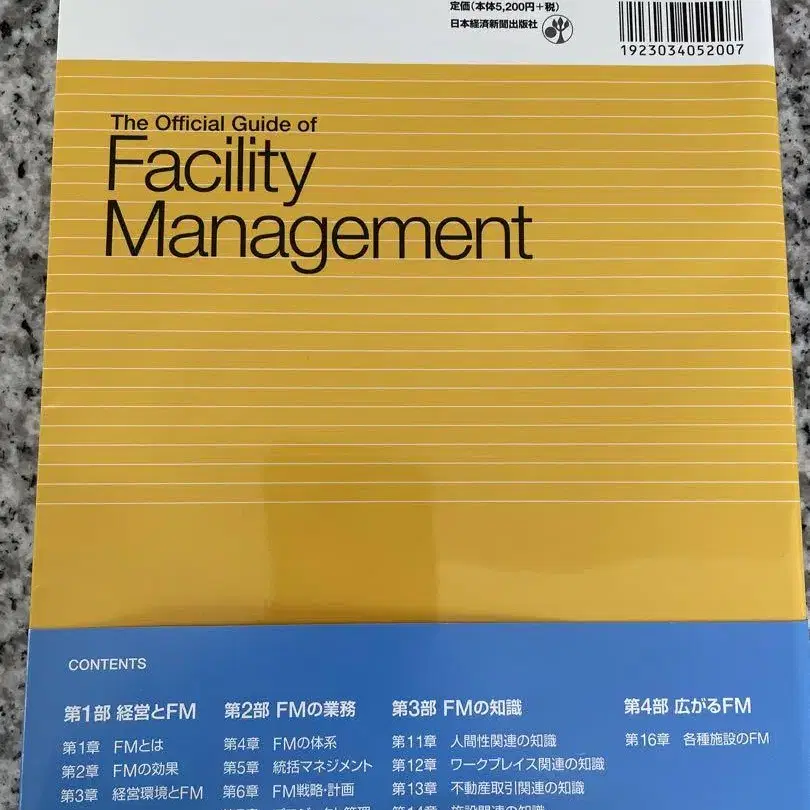 定価(本体5,200円+税)
日本経済新聞出版社
1923034052007
The Official Guide of
Facility
Management
CONTENTS
第1部 経営とFM
第1章 FMとは
第2章 FMの効果
第3章 経営環境とFM
第2部 FMの業務
第4章 FMの体系
第5章 統括マネジメント
第6章 FM戦略・計画
第3部 FMの知識
第11章 人間性関連の知識
第12章 ワークプレイス関連の知識
第13章 不動産取引関連の知識
第4部 広がるFM
第16章 各種施設のFM